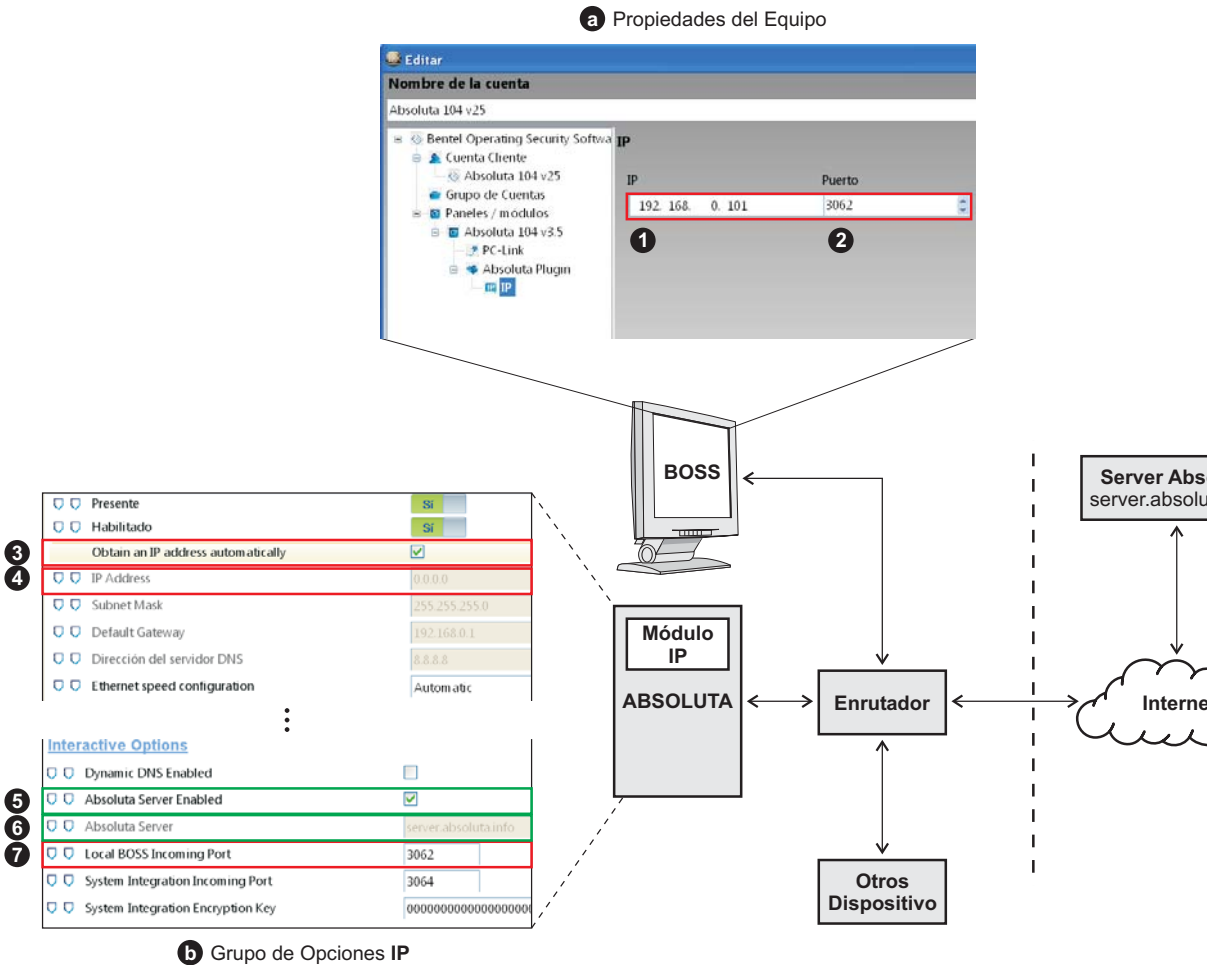 a Propiedades del Equipo
Editar
Nombre de la cuenta
Absoluta 104 v25
Bentel Operating Security Softwa
Cuenta Cliente
Absoluta 104 v25
Grupo de Cuentas
Paneles / módulos
Absoluta 104 v3.5
PC-Link
Absoluta Plugin
IP
IP
IP Puerto
192. 168. 0. 101 3062
1 2
BOSS
Server Abs
server.absolu
Presente Sí
Habilitado Sí
3 Obtain an IP address automatically
4 IP Address 0.0.0.0
Subnet Mask 255.255.255.0
Default Gateway 192.168.0.1
Dirección del servidor DNS 8.8.8.8
Ethernet speed configuration Automatic
Módulo
IP
ABSOLUTA
Enrutador
Interne
Interactive Options
Dynamic DNS Enabled
5 Absoluta Server Enabled
6 Absoluta Server server.absoluta.info
7 Local BOSS Incoming Port 3062
System Integration Incoming Port 3064
System Integration Encryption Key 00000000000000000000
Otros
Dispositivo
b Grupo de Opciones IP